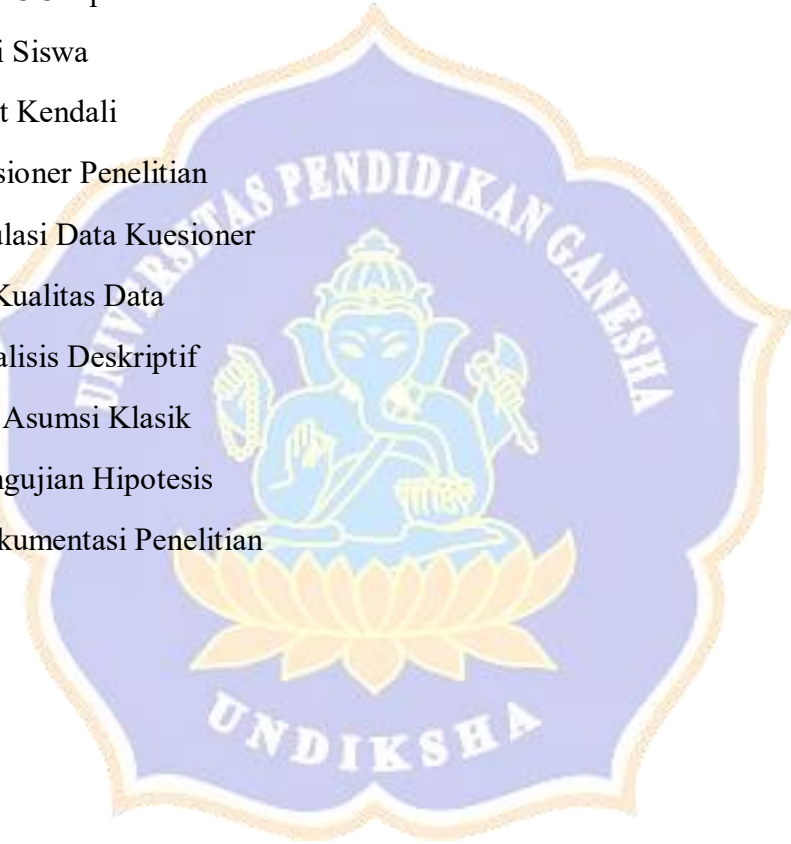 i Siswa
t Kendali
sioner Penelitian
ulasi Data Kuesioner
Kualitas Data
alisis Deskriptif
Asumsi Klasik
ngujian Hipotesis
kumentasi Penelitian
UNIVERSITAS PENDIDIKAN GANESHA
UNDIKSHA